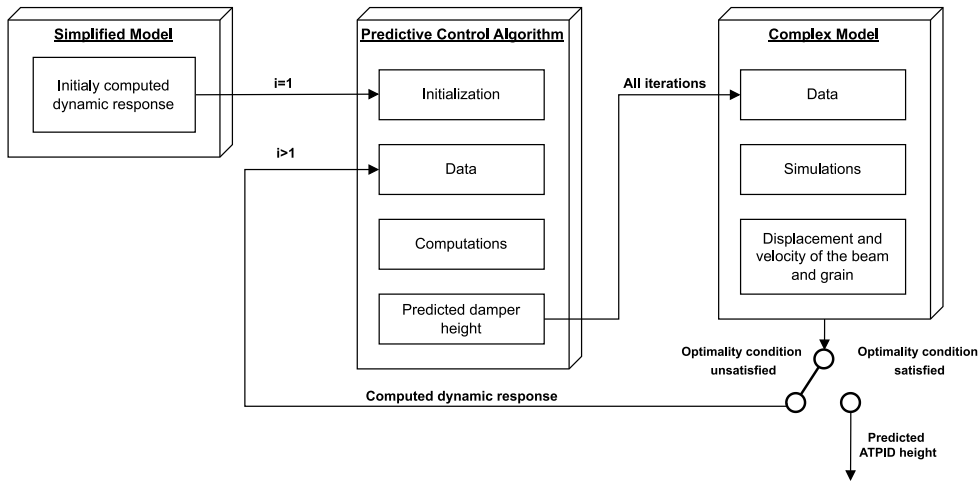 Simplified Model
Initialy computed
dynamic response
i=1
i>1
Predictive Control Algorithm
Initialization
Data
Computations
Predicted damper
height
All iterations
Complex Model
Data
Simulations
Displacement and
velocity of the beam
and grain
Optimality condition
unsatisfied
Optimality condition
satisfied
Computed dynamic response
Predicted
ATPID height